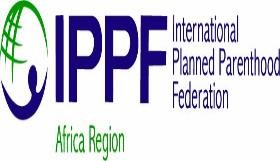 IPPF
International
Planned Parenthood
Federation
Africa Region